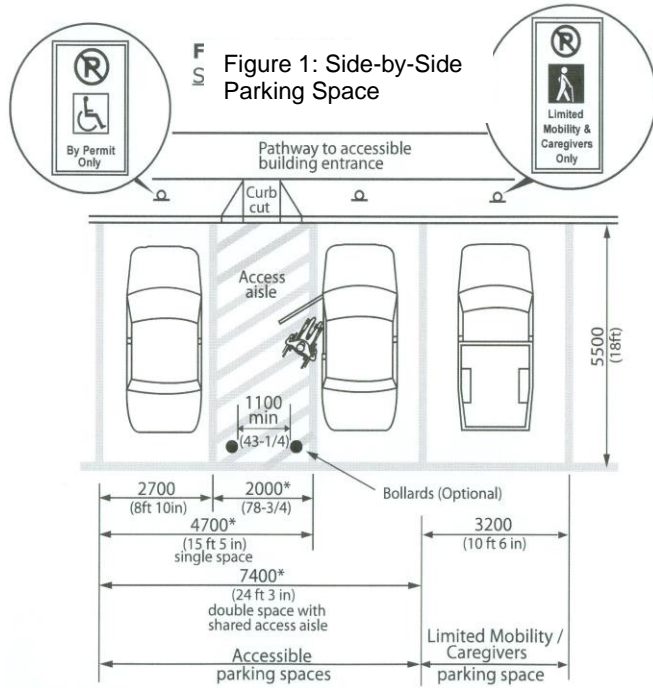 F
S
Figure 1: Side-by-Side
Parking Space
P
By Permit
Only
P
Limited
Mobility &
Caregivers
Only
Pathway to accessible
building entrance
Curb
cut
Access
aisle
1100
min
(43-1/4)
5500
(18ft)
Bollards (Optional)
2700
(8ft 10in)
2000*
(78-3/4)
4700*
(15 ft 5 in)
single space
3200
(10 ft 6 in)
7400*
(24 ft 3 in)
double space with
shared access aisle
Accessible
parking spaces
Limited Mobility /
Caregivers
parking space